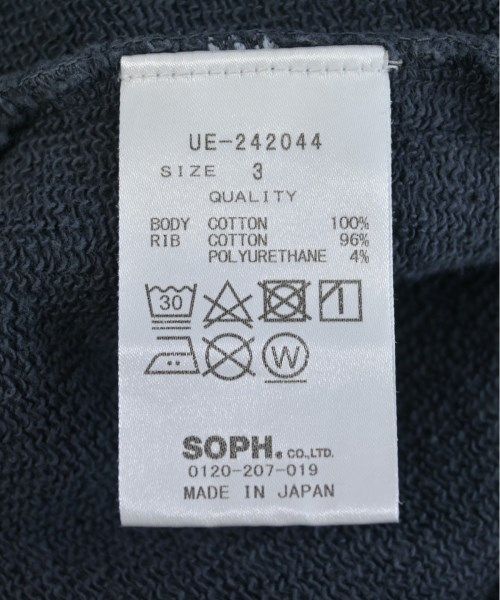 UE-242044
SIZE 3
QUALITY
BODY COTTON 100%
RIB COTTON 96%
POLYURETHANE 4%
30
W
SOPH. CO.,LTD.
0120-207-019
MADE IN JAPAN